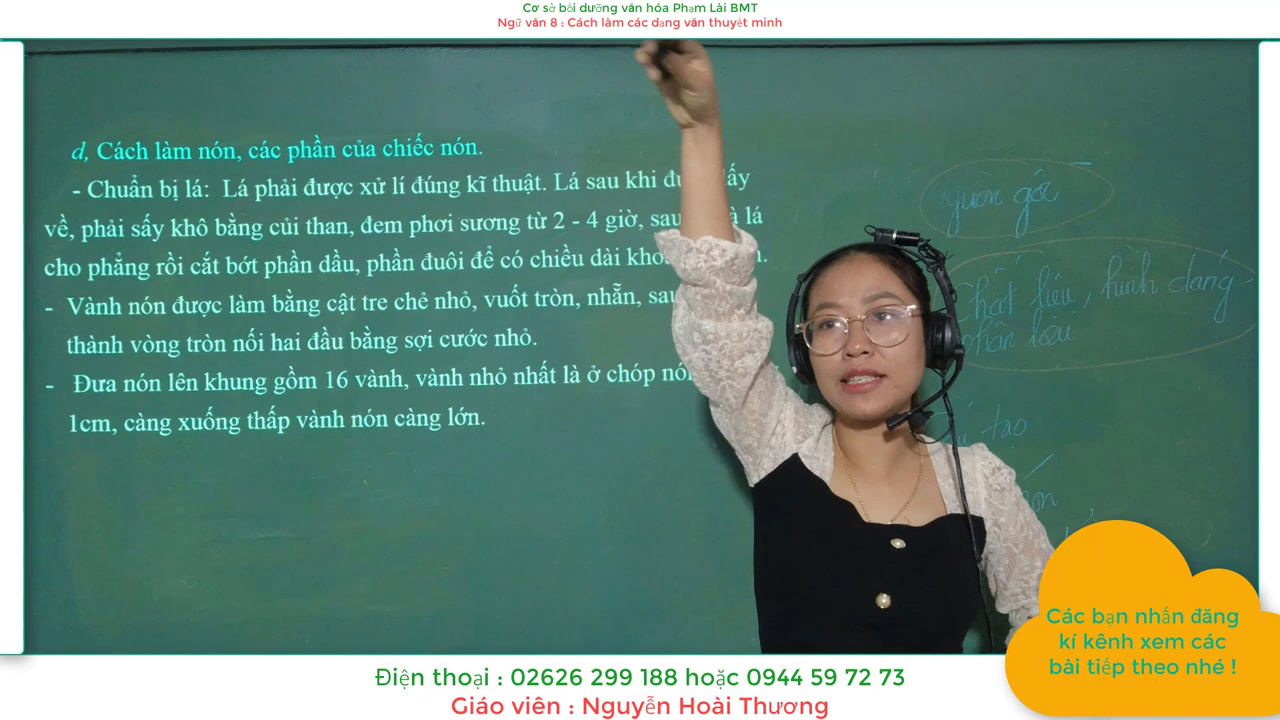 Cơ sở bồi dưỡng văn hóa Phạm Lài BMT
Ngữ văn 8 : Cách làm các dạng văn thuyết minh
d, Cách làm nón, các phần của chiếc nón.
- Chuẩn bị lá: Lá phải được xử lí đúng kĩ thuật. Lá sau khi
về, phải sấy khô bằng củi than, đem phơi sương từ 2 - 4 giờ, sau lá
cho phẳng rồi cắt bớt phần dầu, phần đuôi để có chiều dài
- Vành nón được làm bằng cật tre chẻ nhỏ, vuốt tròn, nhẵn,
thành vòng tròn nối hai đầu bằng sợi cước nhỏ.
- Đưa nón lên khung gồm 16 vành, vành nhỏ nhất là ở chóp
1cm, càng xuống thấp vành nón càng lớn.
nguồn gốc
Chất liệu, hình dáng
phân loại
tạo
Các bạn nhấn đăng
kí kênh xem các
bài tiếp theo nhé !
Điện thoại : 02626 299 188 hoặc 0944 59 72 73
Giáo viên : Nguyễn Hoài Thương